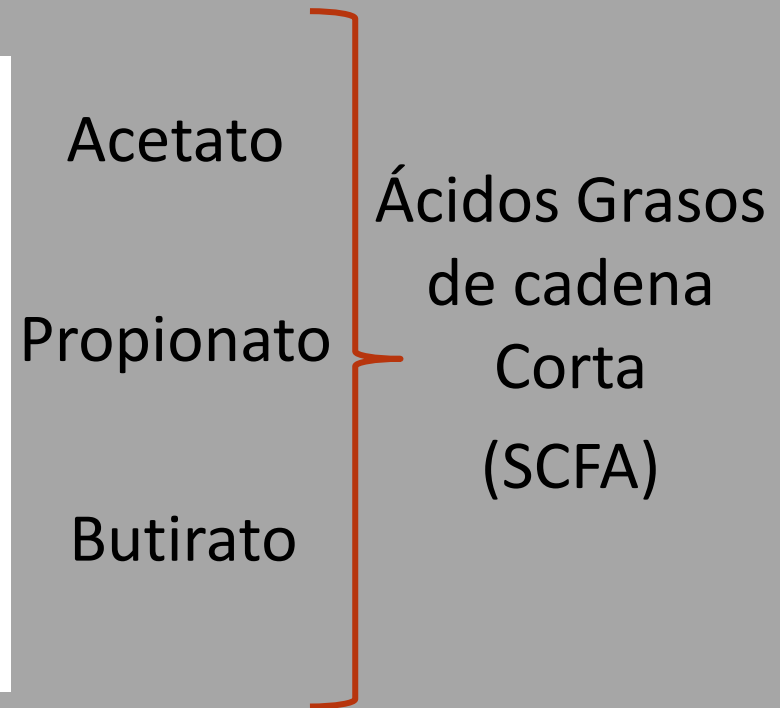 Acetato
Propionato
Butirato
Ácidos Grasos
de cadena
Corta
(SCFA)